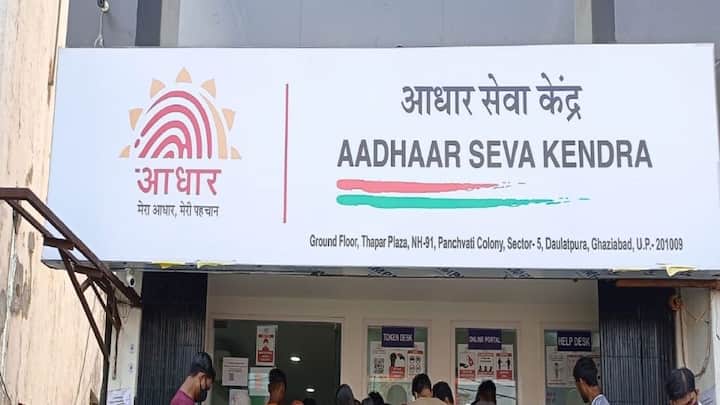 आधार
मेरा आधार, मेरी पहचान
आधार सेवा केंद्र
AADHAAR SEVA KENDRA
Ground Floor, Thapar Plaza, NH-91, Panchvati Colony, Sector- 5, Daulatpura, Ghaziabad, U.P.- 201009
TOKEN DESK
ONLINE PORTAL
HELP DESK